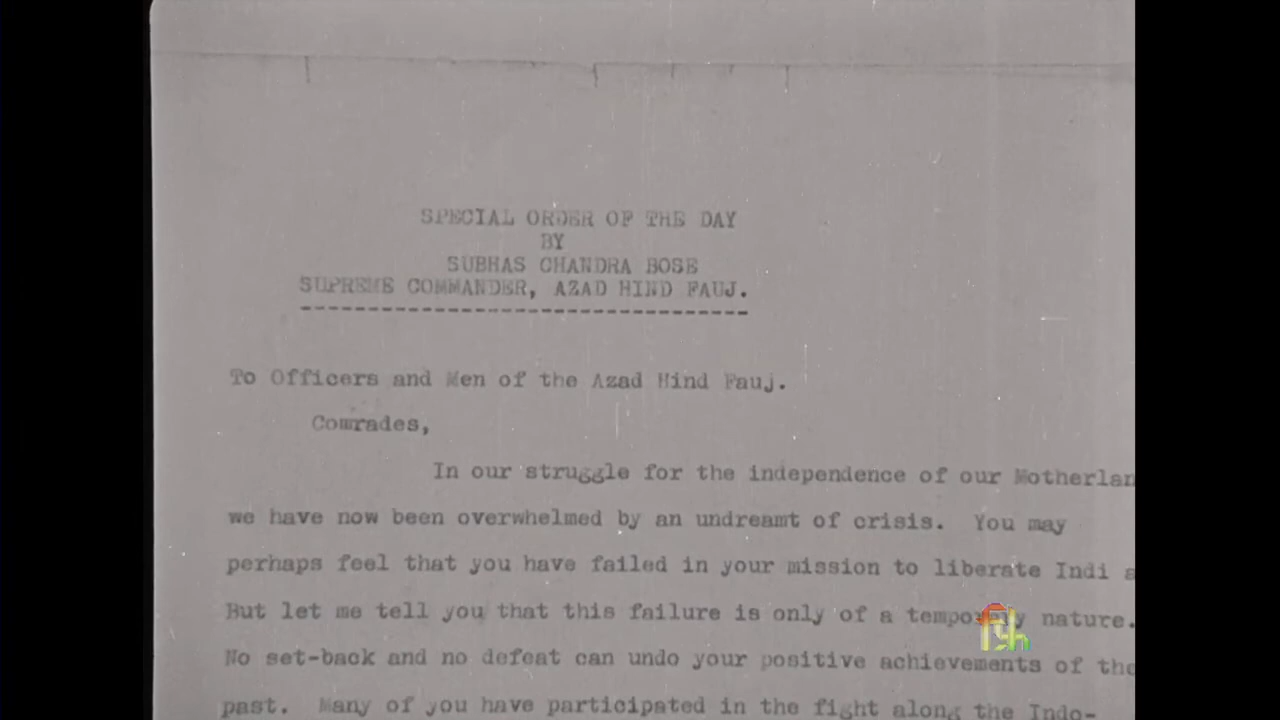 SPECIAL ORDER OF THE DAY
BY
SUBHAS CHANDRA BOSE
SUPREME COMMANDER, AZAD HIND FAUJ.
To Officers and Men of the Azad Hind Fauj.
Comrades,
In our struggle for the independence of our Motherlan
we have now been overwhelmed by an undreamt of crisis. You may
perhaps feel that you have failed in your mission to liberate Indi
But let me tell you that this failure is only of a nature.
No set-back and no defeat can undo your positive achievements of the
past. Many of you have participated in the fight along the Indo-